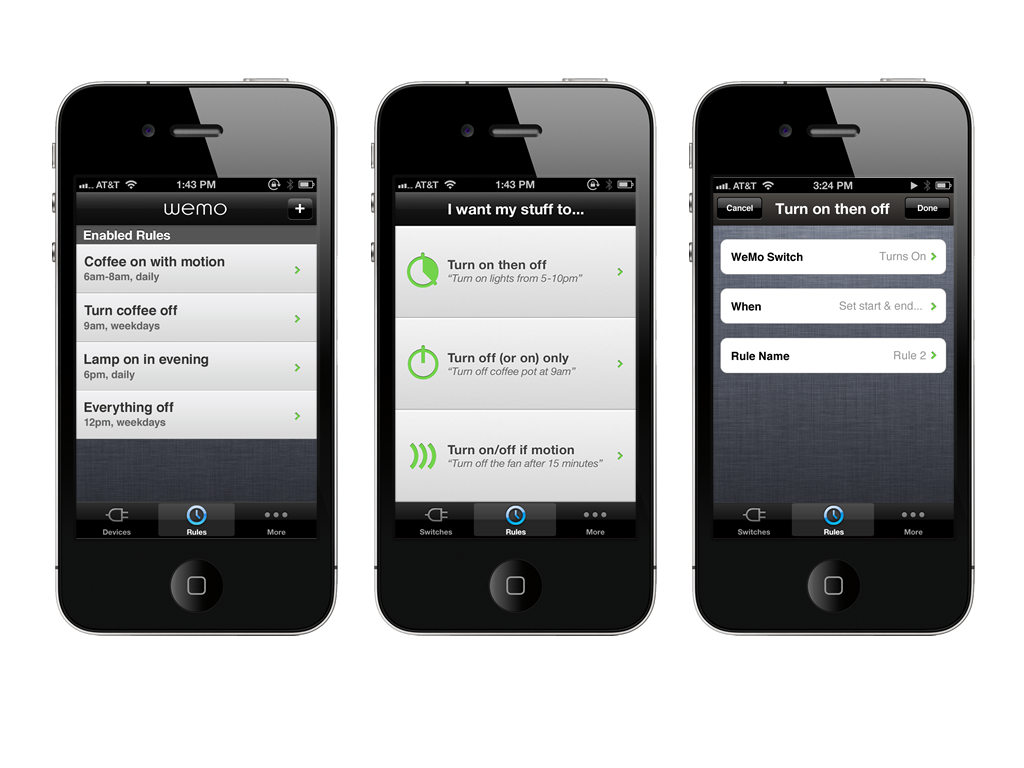 AT&T 1:43 PM
wemo +
Enabled Rules
Coffee on with motion
6am-8am, daily
Turn coffee off
9am, weekdays
Lamp on in evening
6pm, daily
Everything off
12pm, weekdays
Devices Rules More
AT&T 1:43 PM
I want my stuff to...
Turn on then off
“Turn on lights from 5-10pm”
Turn off (or on) only
“Turn off coffee pot at 9am”
Turn on/off if motion
“Turn off the fan after 15 minutes”
Switches Rules More
AT&T 3:24 PM
Cancel Turn on then off Done
WeMo Switch Turns On
When Set start & end...
Rule Name Rule 2
Switches Rules More